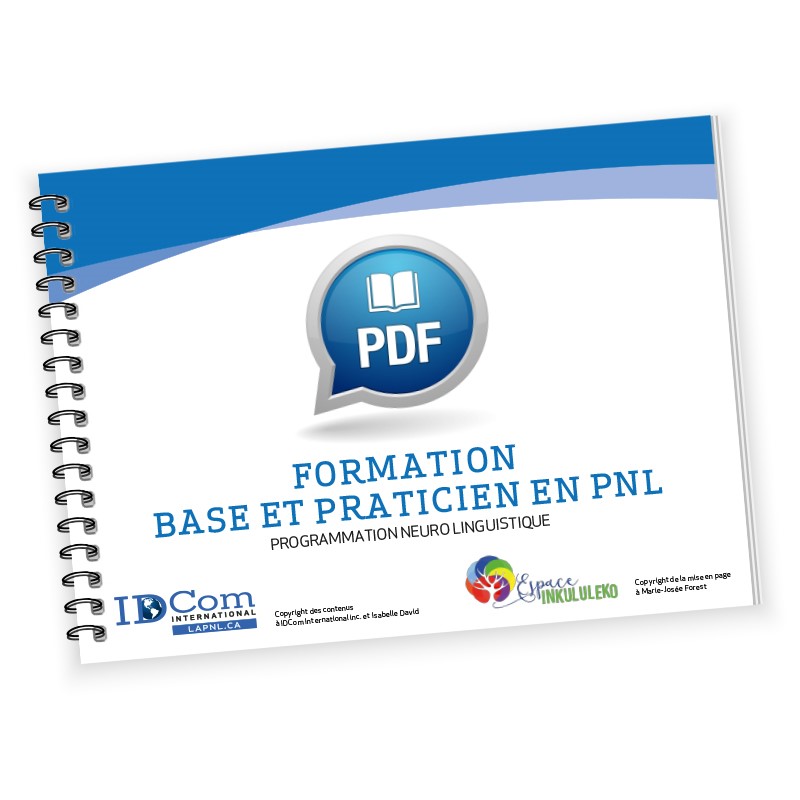 PDF
FORMATION
BASE ET PRATICIEN EN PNL
PROGRAMMATION NEURO LINGUISTIQUE
IDCom
INTERNATIONAL
LAPNL.CA
Copyright des contenus
à IDCom International inc. et Isabelle David
Espace
INKULULEKO
Copyright de la mise en page
à Marie-Josée Forest